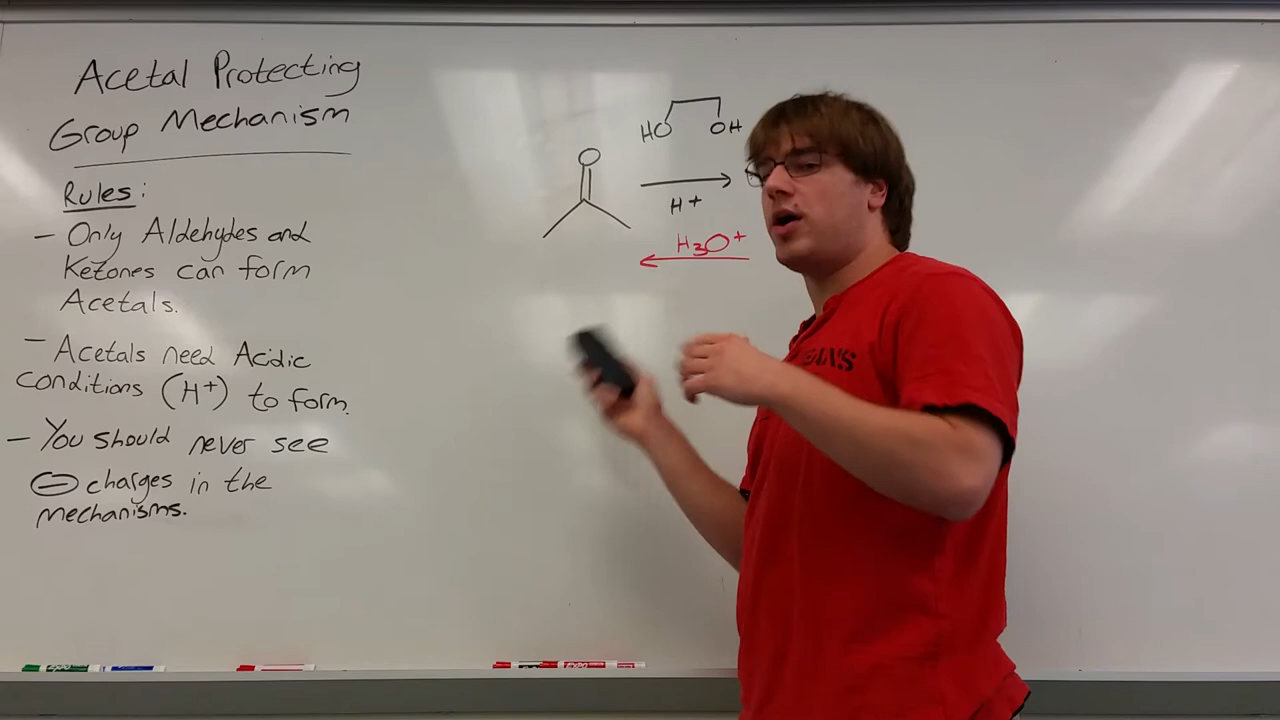 Acetal Protecting
Group Mechanism
Rules:
- Only Aldehydes and
Ketones can form
Acetals.
- Acetals need Acidic
conditions (H+) to form.
- You should never see
⊖ charges in the
mechanisms.
O
HO OH
H+
H3O+
EXPO